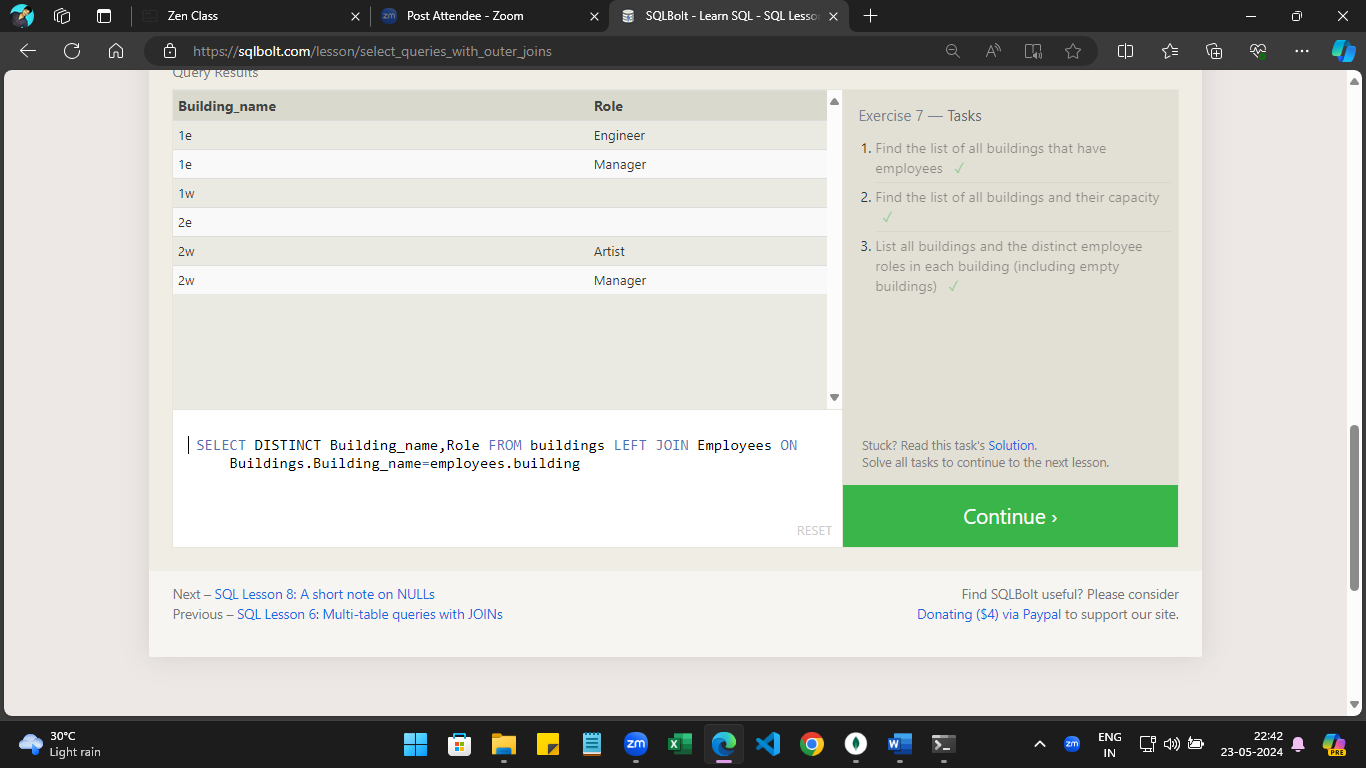 Zen Class
Post Attendee - Zoom
SQLBolt - Learn SQL - SQL Lesso
https://sqlbolt.com/lesson/select_queries_with_outer_joins
Query Results
Building_name Role
1e Engineer
1e Manager
1w
2e
2w Artist
2w Manager
Exercise 7 — Tasks
1. Find the list of all buildings that have
employees ✓
2. Find the list of all buildings and their capacity
✓
3. List all buildings and the distinct employee
roles in each building (including empty
buildings) ✓
SELECT DISTINCT Building_name,Role FROM buildings LEFT JOIN Employees ON
Buildings.Building_name=employees.building
RESET
Stuck? Read this task's Solution.
Solve all tasks to continue to the next lesson.
Continue ›
Next – SQL Lesson 8: A short note on NULLs
Previous – SQL Lesson 6: Multi-table queries with JOINs
Find SQLBolt useful? Please consider
Donating ($4) via Paypal to support our site.
30°C
Light rain
zm
ENG
IN
22:42
23-05-2024
PRE